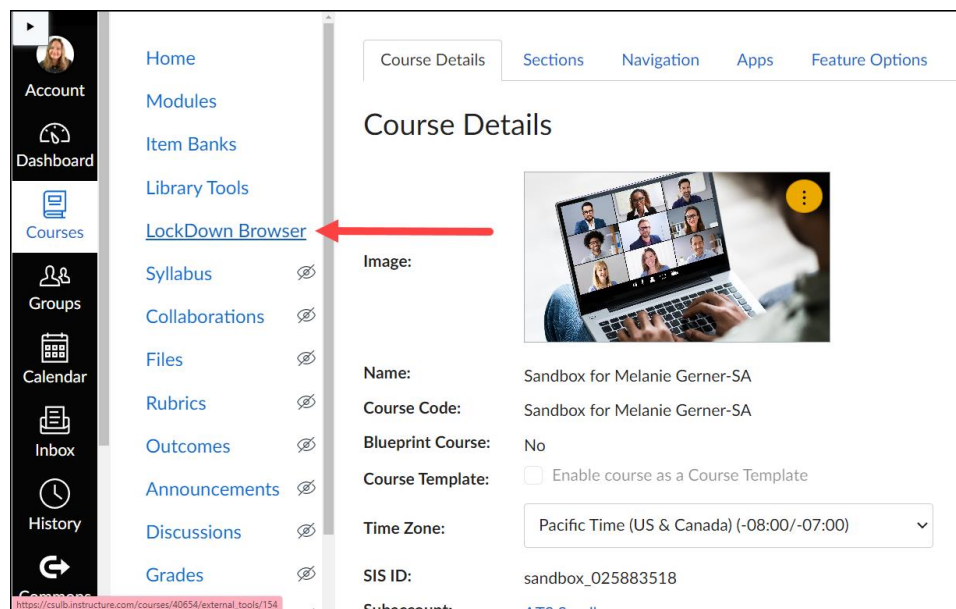 Account
Dashboard
Courses
Groups
Calendar
Inbox
History
Commons
Home
Modules
Item Banks
Library Tools
LockDown Browser
Syllabus
Collaborations
Files
Rubrics
Outcomes
Announcements
Discussions
Grades
https://csulb.instructure.com/courses/40654/external_tools/154
Course Details Sections Navigation Apps Feature Options
Course Details
Image:
Name: Sandbox for Melanie Gerner-SA
Course Code: Sandbox for Melanie Gerner-SA
Blueprint Course: No
Course Template: Enable course as a Course Template
Time Zone: Pacific Time (US & Canada) (-08:00/-07:00)
SIS ID: sandbox_025883518
Subaccount: